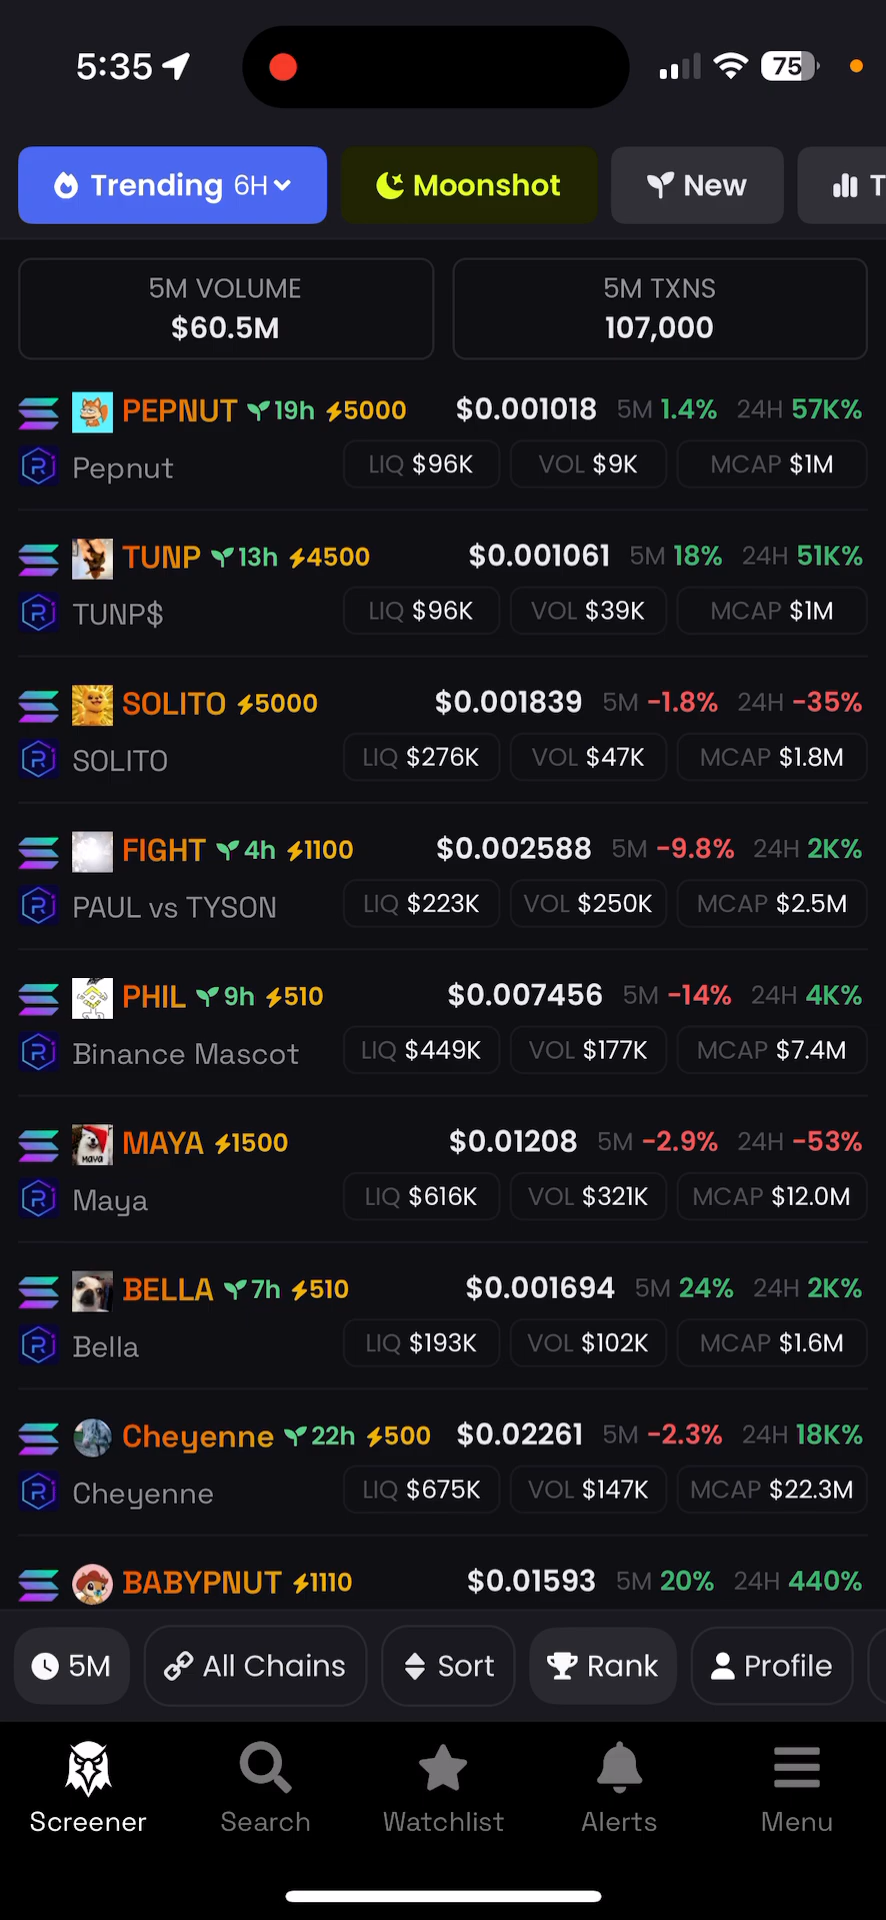 5:35 75
Trending 6H Moonshot New T
5M VOLUME 5M TXNS
$60.5M 107,000
PEPNUT 19h 5000 $0.001018 5M 1.4% 24H 57K%
Pepnut LIQ $96K VOL $9K MCAP $1M
TUNP 13h 4500 $0.001061 5M 18% 24H 51K%
TUNP$ LIQ $96K VOL $39K MCAP $1M
SOLITO 5000 $0.001839 5M -1.8% 24H -35%
SOLITO LIQ $276K VOL $47K MCAP $1.8M
FIGHT 4h 1100 $0.002588 5M -9.8% 24H 2K%
PAUL vs TYSON LIQ $223K VOL $250K MCAP $2.5M
PHIL 9h 510 $0.007456 5M -14% 24H 4K%
Binance Mascot LIQ $449K VOL $177K MCAP $7.4M
MAYA 1500 $0.01208 5M -2.9% 24H -53%
Maya LIQ $616K VOL $321K MCAP $12.0M
BELLA 7h 510 $0.001694 5M 24% 24H 2K%
Bella LIQ $193K VOL $102K MCAP $1.6M
Cheyenne 22h 500 $0.02261 5M -2.3% 24H 18K%
Cheyenne LIQ $675K VOL $147K MCAP $22.3M
BABYPNUT 1110 $0.01593 5M 20% 24H 440%
5M All Chains Sort Rank Profile
Screener Search Watchlist Alerts Menu